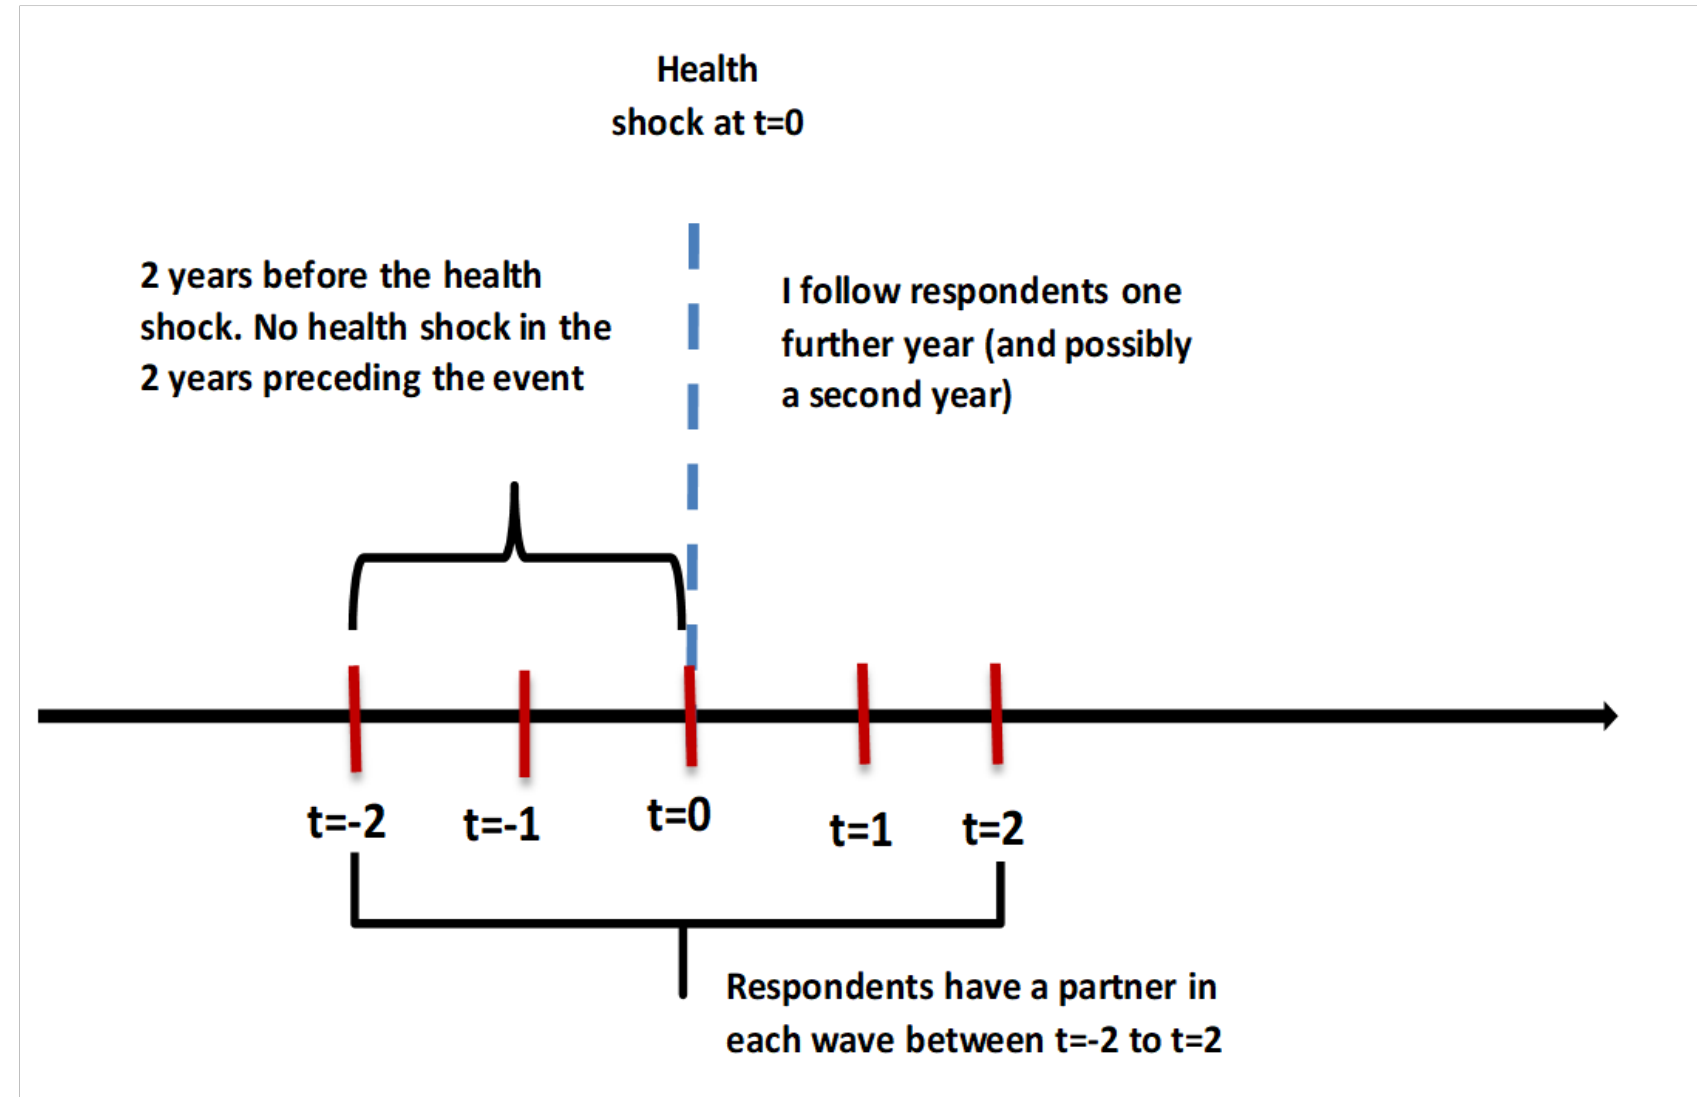 Health
shock at t=0
2 years before the health
shock. No health shock in the
2 years preceding the event
I follow respondents one
further year (and possibly
a second year)
t=-2
t=-1
t=0
t=1
t=2
Respondents have a partner in
each wave between t=-2 to t=2